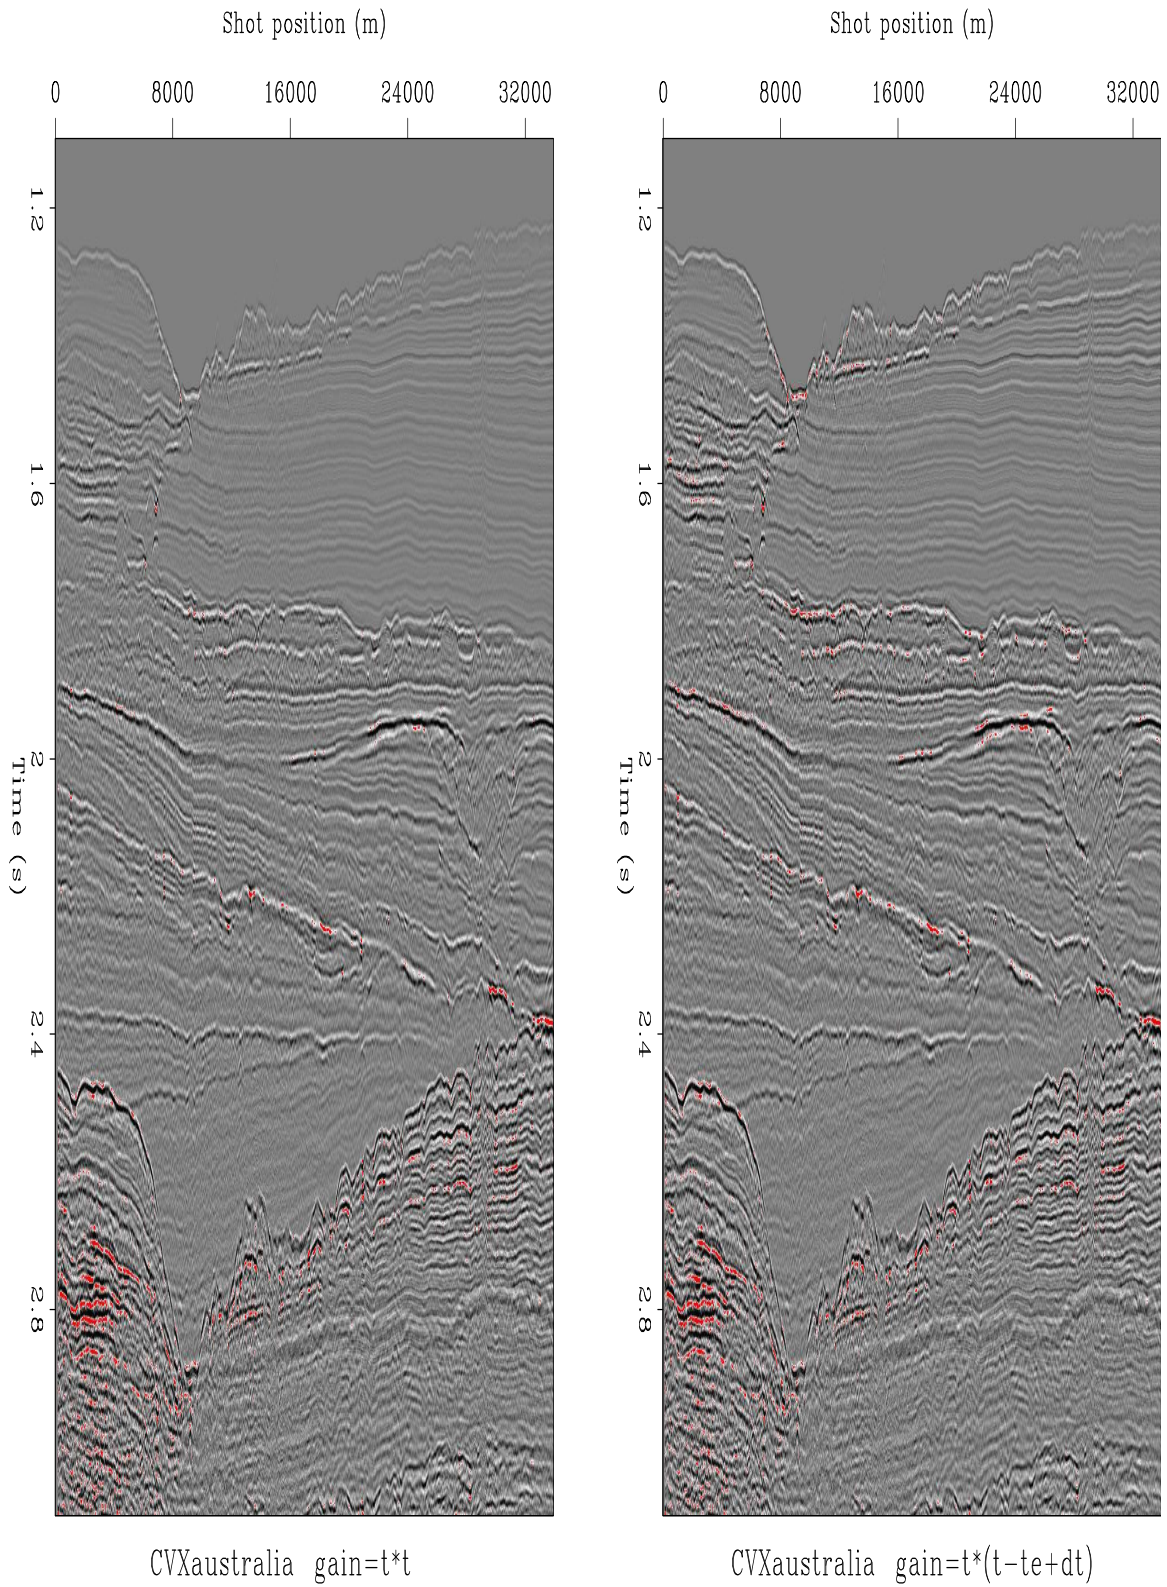 Shot position (m)
0 8000 16000 24000 32000
1.2
1.6
2
2.4
2.8
Time (s)
CVXaustralia gain=t*t
Shot position (m)
0 8000 16000 24000 32000
1.2
1.6
2
2.4
2.8
Time (s)
CVXaustralia gain=t*(t-te+dt)